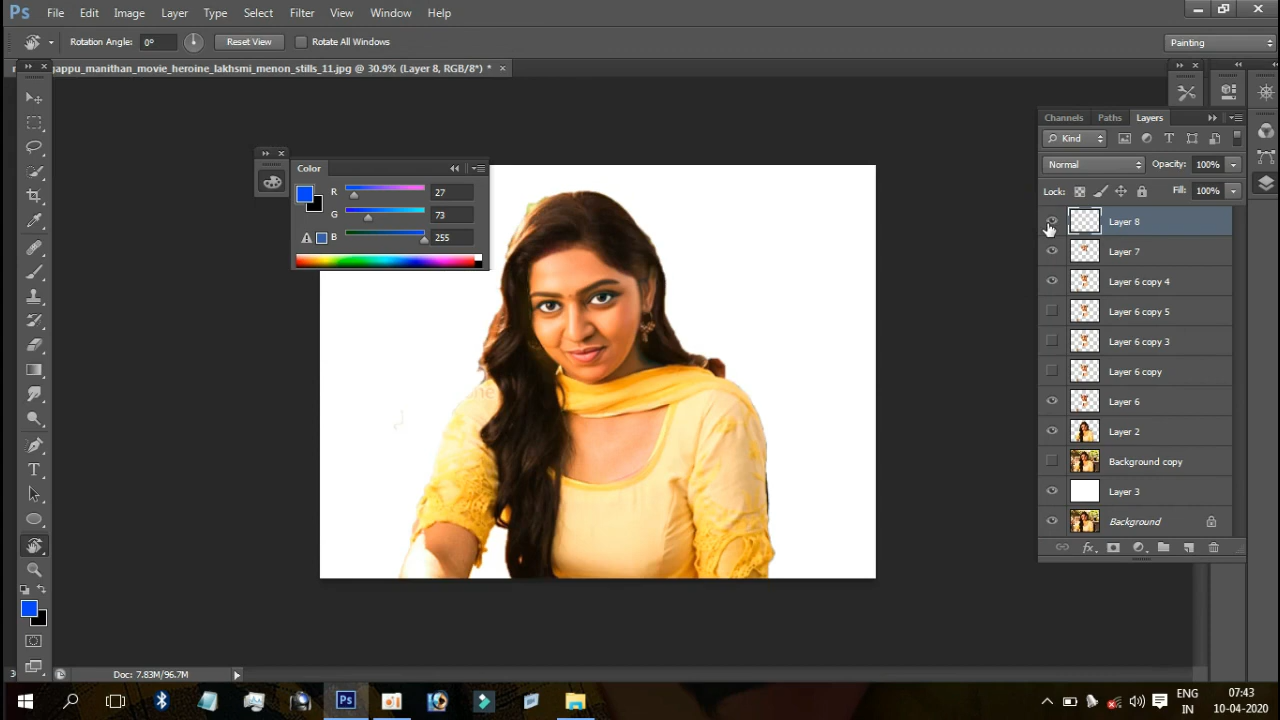 Ps File Edit Image Layer Type Select Filter View Window Help
Rotation Angle: 0° Reset View Rotate All Windows Painting
appu_manithan_movie_heroine_lakhsmi_menon_stills_11.jpg @ 30.9% (Layer 8, RGB/8*) *
Channels Paths Layers
Kind
Normal Opacity: 100%
Lock: Fill: 100%
Color
R 27
G 73
B 255
Layer 8
Layer 7
Layer 6 copy 4
Layer 6 copy 5
Layer 6 copy 3
Layer 6 copy
Layer 6
Layer 2
Background copy
Layer 3
Background
fx
Doc: 7.83M/96.7M
Ps
ENG
IN
07:43
10-04-2020